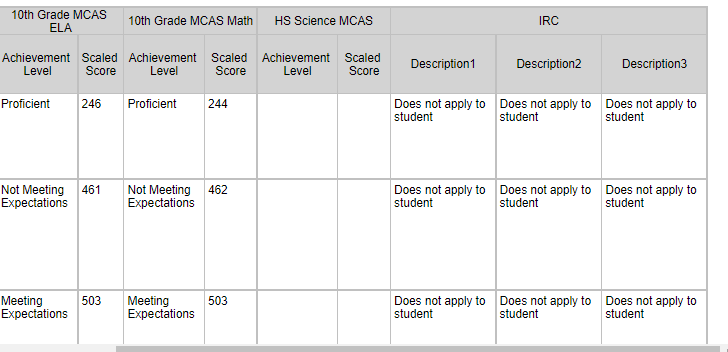 10th Grade MCAS ELA
10th Grade MCAS Math
HS Science MCAS
IRC
Achievement Level
Scaled Score
Achievement Level
Scaled Score
Achievement Level
Scaled Score
Description1
Description2
Description3
Proficient
246
Proficient
244
Does not apply to student
Does not apply to student
Does not apply to student
Not Meeting Expectations
461
Not Meeting Expectations
462
Does not apply to student
Does not apply to student
Does not apply to student
Meeting Expectations
503
Meeting Expectations
503
Does not apply to student
Does not apply to student
Does not apply to student